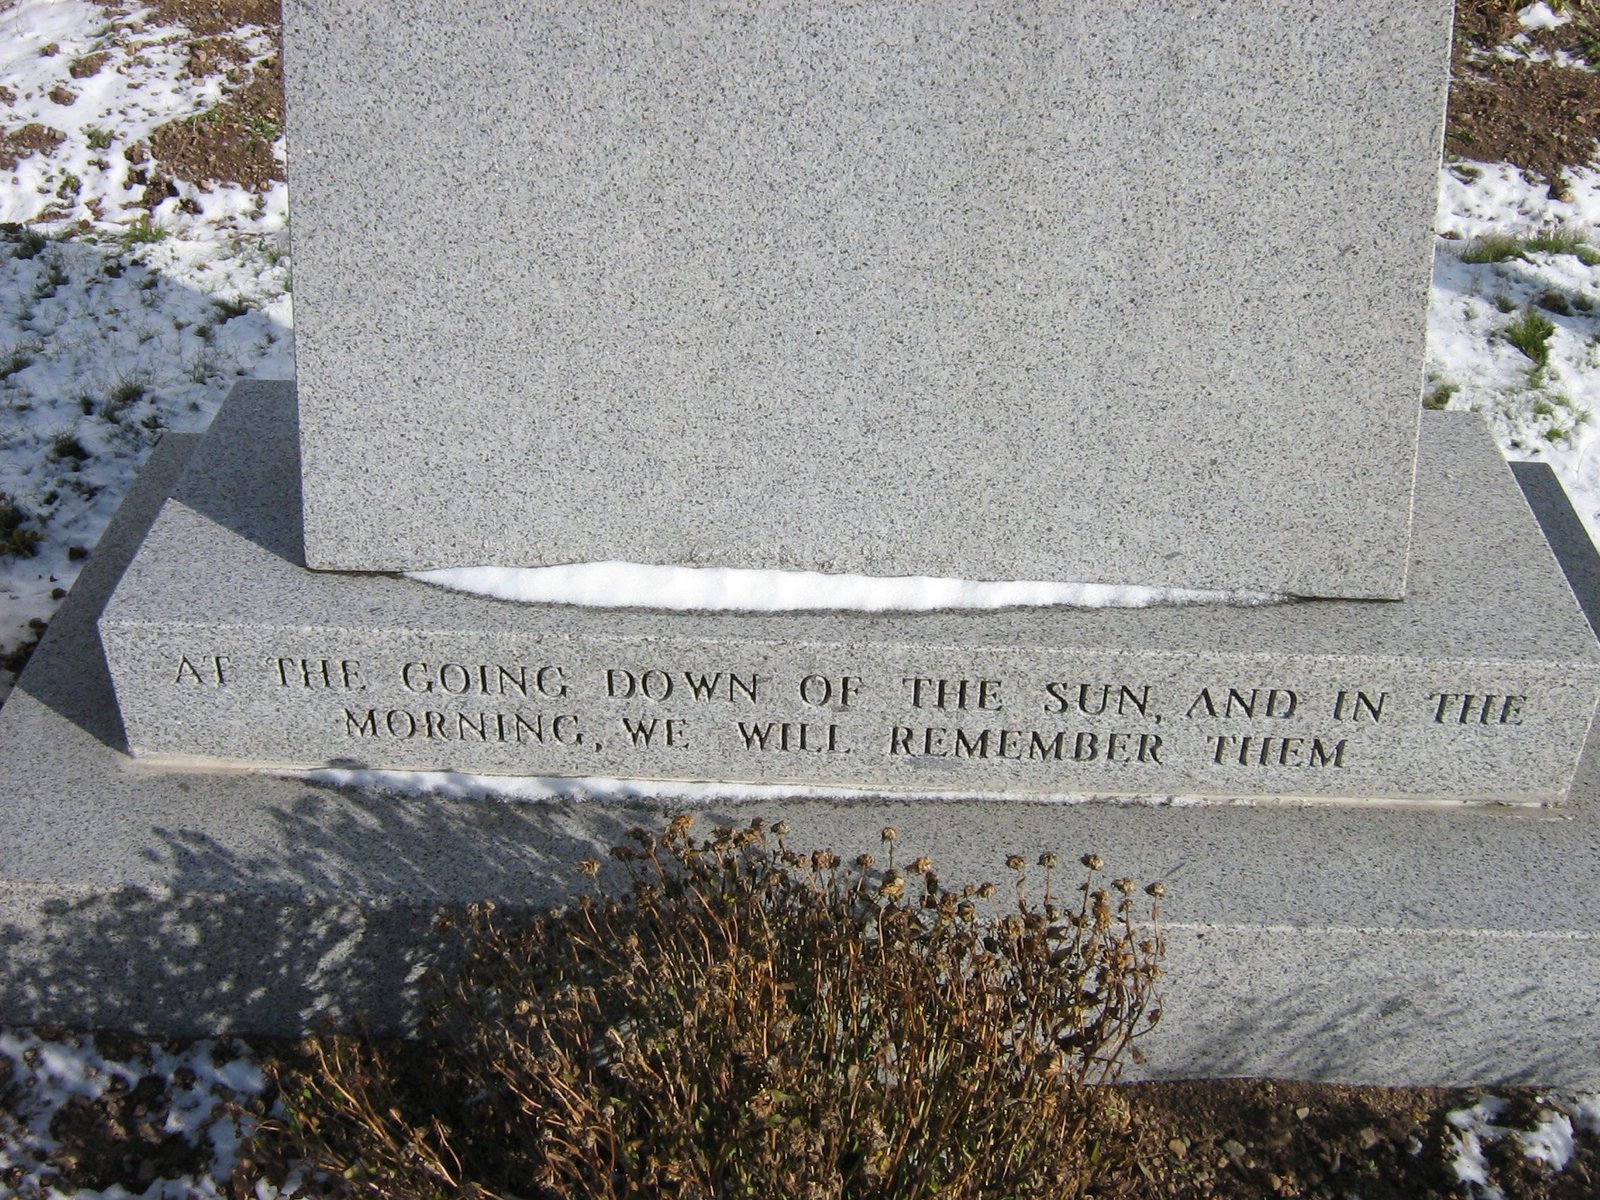 AT THE GOING DOWN OF THE SUN, AND IN THE
MORNING, WE WILL REMEMBER THEM